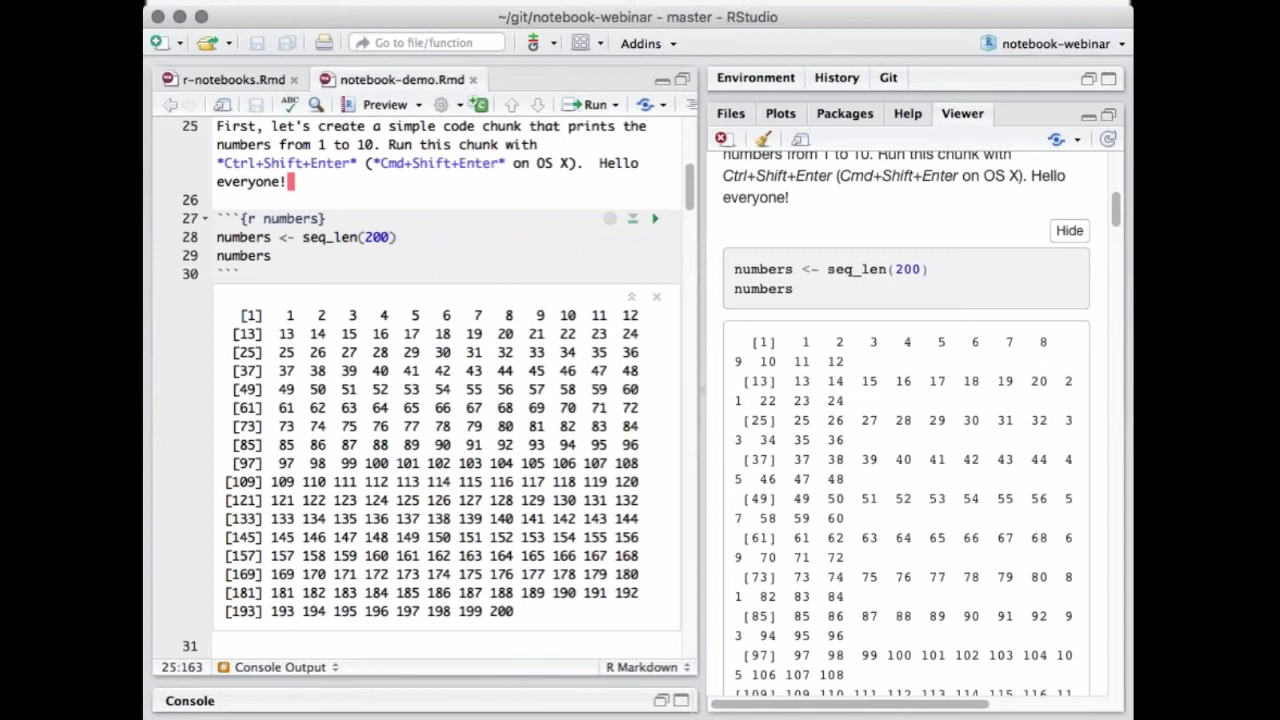 ~/git/notebook-webinar - master - RStudio
Go to file/function
Addins
notebook-webinar
r-notebooks.Rmd
notebook-demo.Rmd
ABC
Preview
Run
25 First, let's create a simple code chunk that prints the
numbers from 1 to 10. Run this chunk with
*Ctrl+Shift+Enter* (*Cmd+Shift+Enter* on OS X). Hello
everyone!
26
27 ```{r numbers}
28 numbers <- seq_len(200)
29 numbers
30 ```
[1] 1 2 3 4 5 6 7 8 9 10 11 12
[13] 13 14 15 16 17 18 19 20 21 22 23 24
[25] 25 26 27 28 29 30 31 32 33 34 35 36
[37] 37 38 39 40 41 42 43 44 45 46 47 48
[49] 49 50 51 52 53 54 55 56 57 58 59 60
[61] 61 62 63 64 65 66 67 68 69 70 71 72
[73] 73 74 75 76 77 78 79 80 81 82 83 84
[85] 85 86 87 88 89 90 91 92 93 94 95 96
[97] 97 98 99 100 101 102 103 104 105 106 107 108
[109] 109 110 111 112 113 114 115 116 117 118 119 120
[121] 121 122 123 124 125 126 127 128 129 130 131 132
[133] 133 134 135 136 137 138 139 140 141 142 143 144
[145] 145 146 147 148 149 150 151 152 153 154 155 156
[157] 157 158 159 160 161 162 163 164 165 166 167 168
[169] 169 170 171 172 173 174 175 176 177 178 179 180
[181] 181 182 183 184 185 186 187 188 189 190 191 192
[193] 193 194 195 196 197 198 199 200
31
25:163 Console Output R Markdown
Console
Environment History Git
Files Plots Packages Help Viewer
numbers from 1 to 10. Run this chunk with
Ctrl+Shift+Enter (Cmd+Shift+Enter on OS X). Hello
everyone!
Hide
numbers <- seq_len(200)
numbers
[1] 1 2 3 4 5 6 7 8
9 10 11 12
[13] 13 14 15 16 17 18 19 20 2
1 22 23 24
[25] 25 26 27 28 29 30 31 32 3
3 34 35 36
[37] 37 38 39 40 41 42 43 44 4
5 46 47 48
[49] 49 50 51 52 53 54 55 56 5
7 58 59 60
[61] 61 62 63 64 65 66 67 68 6
9 70 71 72
[73] 73 74 75 76 77 78 79 80 8
1 82 83 84
[85] 85 86 87 88 89 90 91 92 9
3 94 95 96
[97] 97 98 99 100 101 102 103 104 10
5 106 107 108
[109] 109 110 111 112 113 114 115 116 11